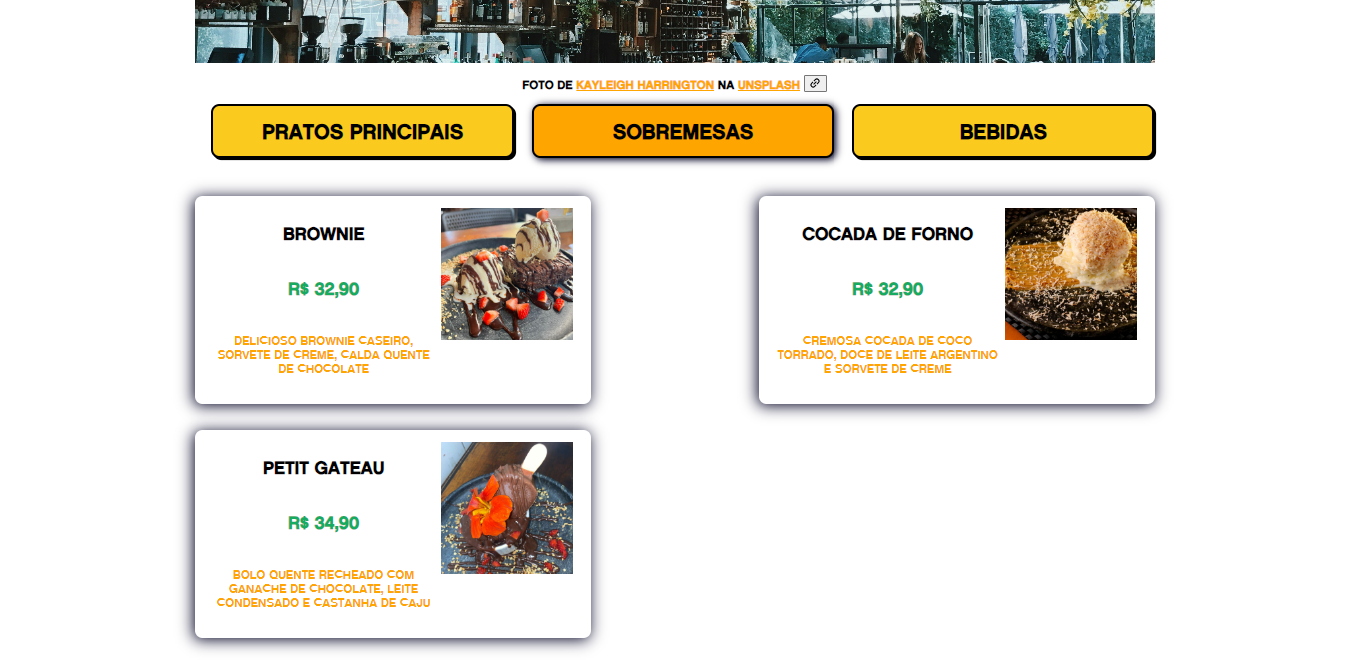 FOTO DE KAYLEIGH HARRINGTON NA UNSPLASH
PRATOS PRINCIPAIS
SOBREMESAS
BEBIDAS
BROWNIE
R$ 32,90
DELICIOSO BROWNIE CASEIRO,
SORVETE DE CREME, CALDA QUENTE
DE CHOCOLATE
COCADA DE FORNO
R$ 32,90
CREMOSA COCADA DE COCO
TORRADO, DOCE DE LEITE ARGENTINO
E SORVETE DE CREME
PETIT GATEAU
R$ 34,90
BOLO QUENTE RECHEADO COM
GANACHE DE CHOCOLATE, LEITE
CONDENSADO E CASTANHA DE CAJU